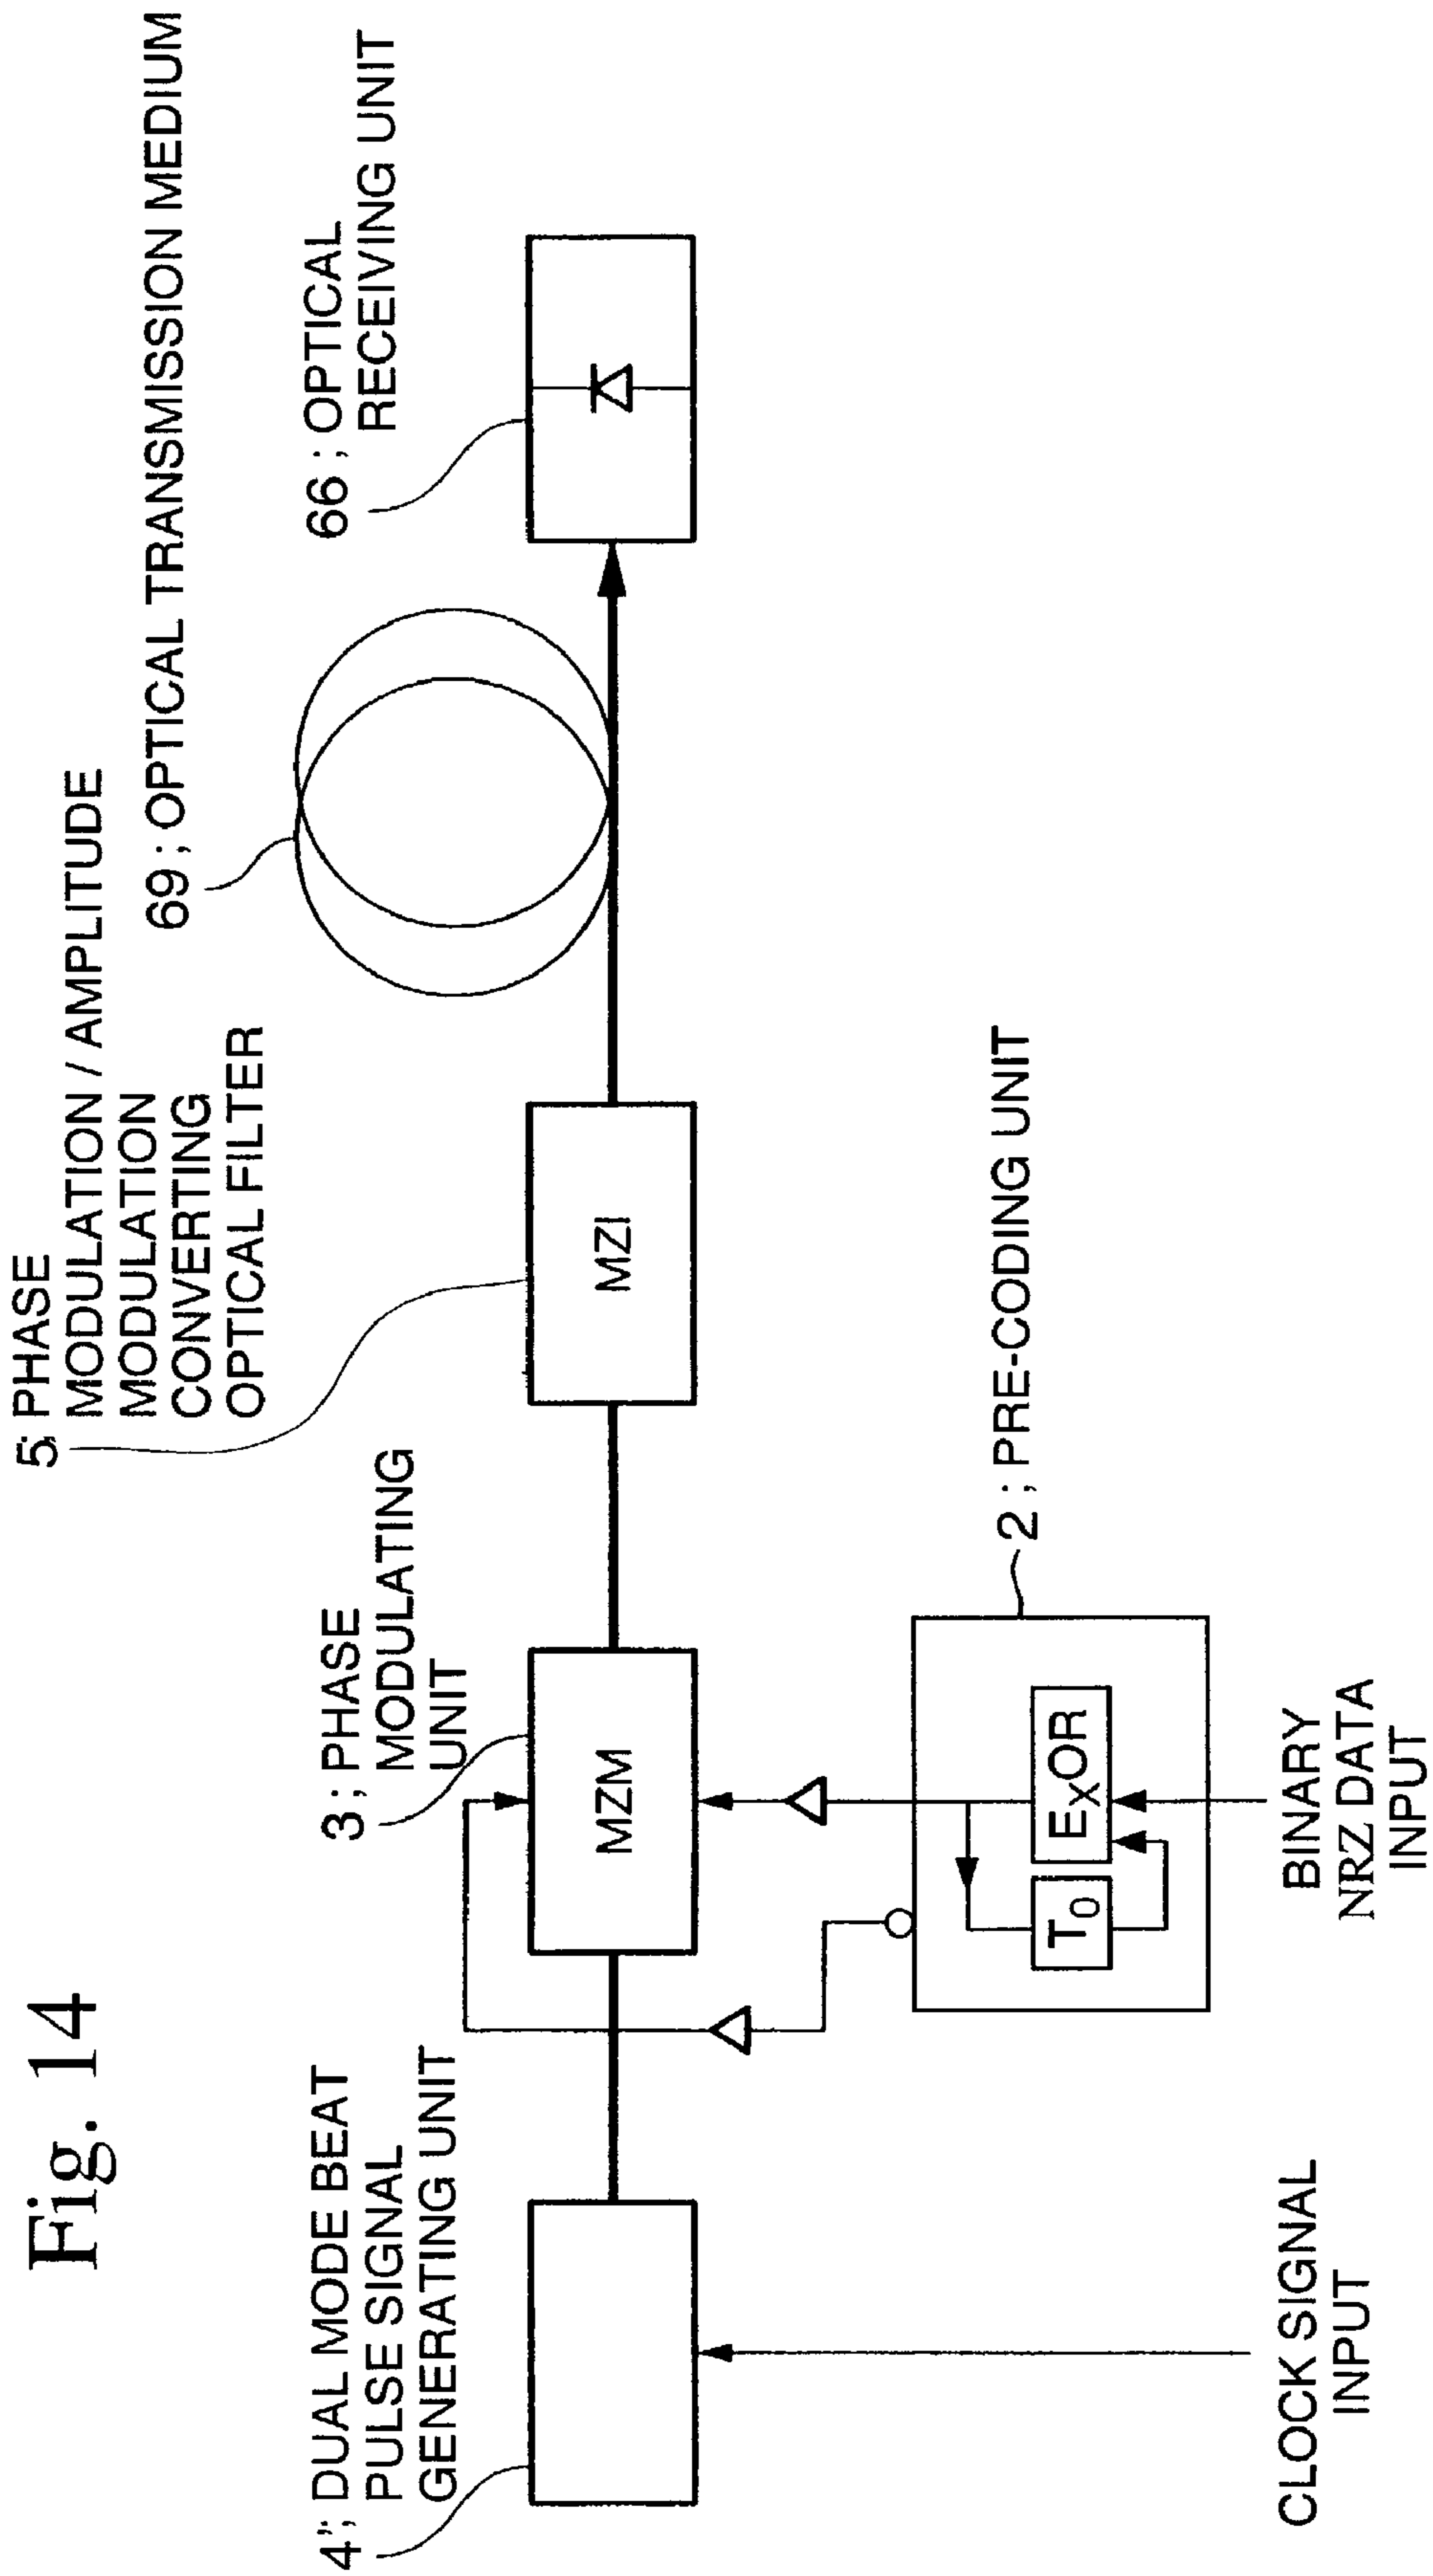 Fig. 14
4"; DUAL MODE BEAT
PULSE SIGNAL
GENERATING UNIT
3; PHASE
MODULATING
UNIT
MZM
5; PHASE
MODULATION / AMPLITUDE
MODULATION
CONVERTING
OPTICAL FILTER
MZI
69; OPTICAL TRANSMISSION MEDIUM
66; OPTICAL
RECEIVING UNIT
2; PRE-CODING UNIT
T0
EXOR
CLOCK SIGNAL
INPUT
BINARY
NRZ DATA
INPUT